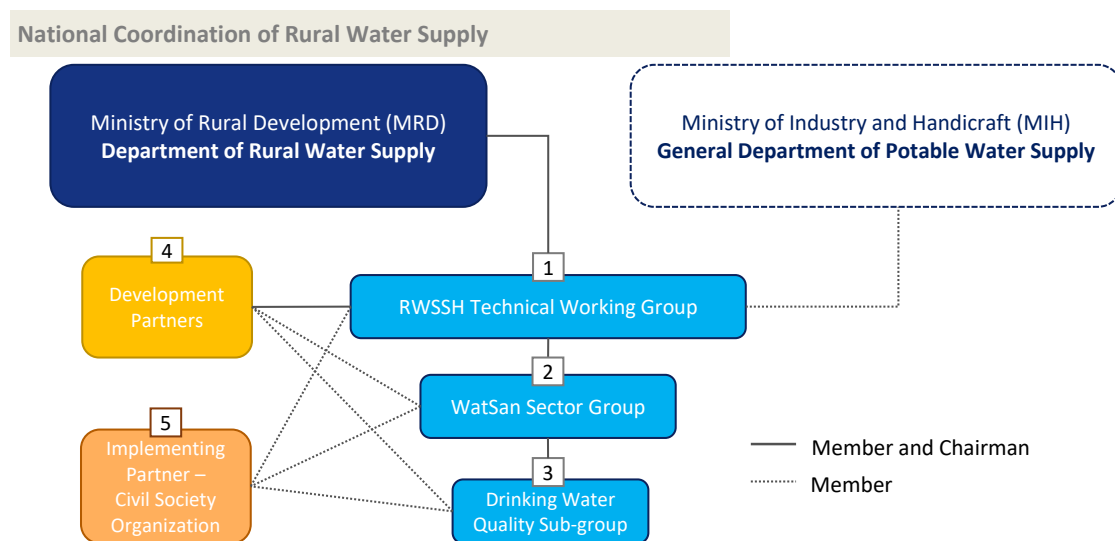 National Coordination of Rural Water Supply
Ministry of Rural Development (MRD)
Department of Rural Water Supply
Ministry of Industry and Handicraft (MIH)
General Department of Potable Water Supply
4
Development
Partners
1
RWSSH Technical Working Group
2
WatSan Sector Group
5
Implementing
Partner –
Civil Society
Organization
3
Drinking Water
Quality Sub-group
Member and Chairman
Member